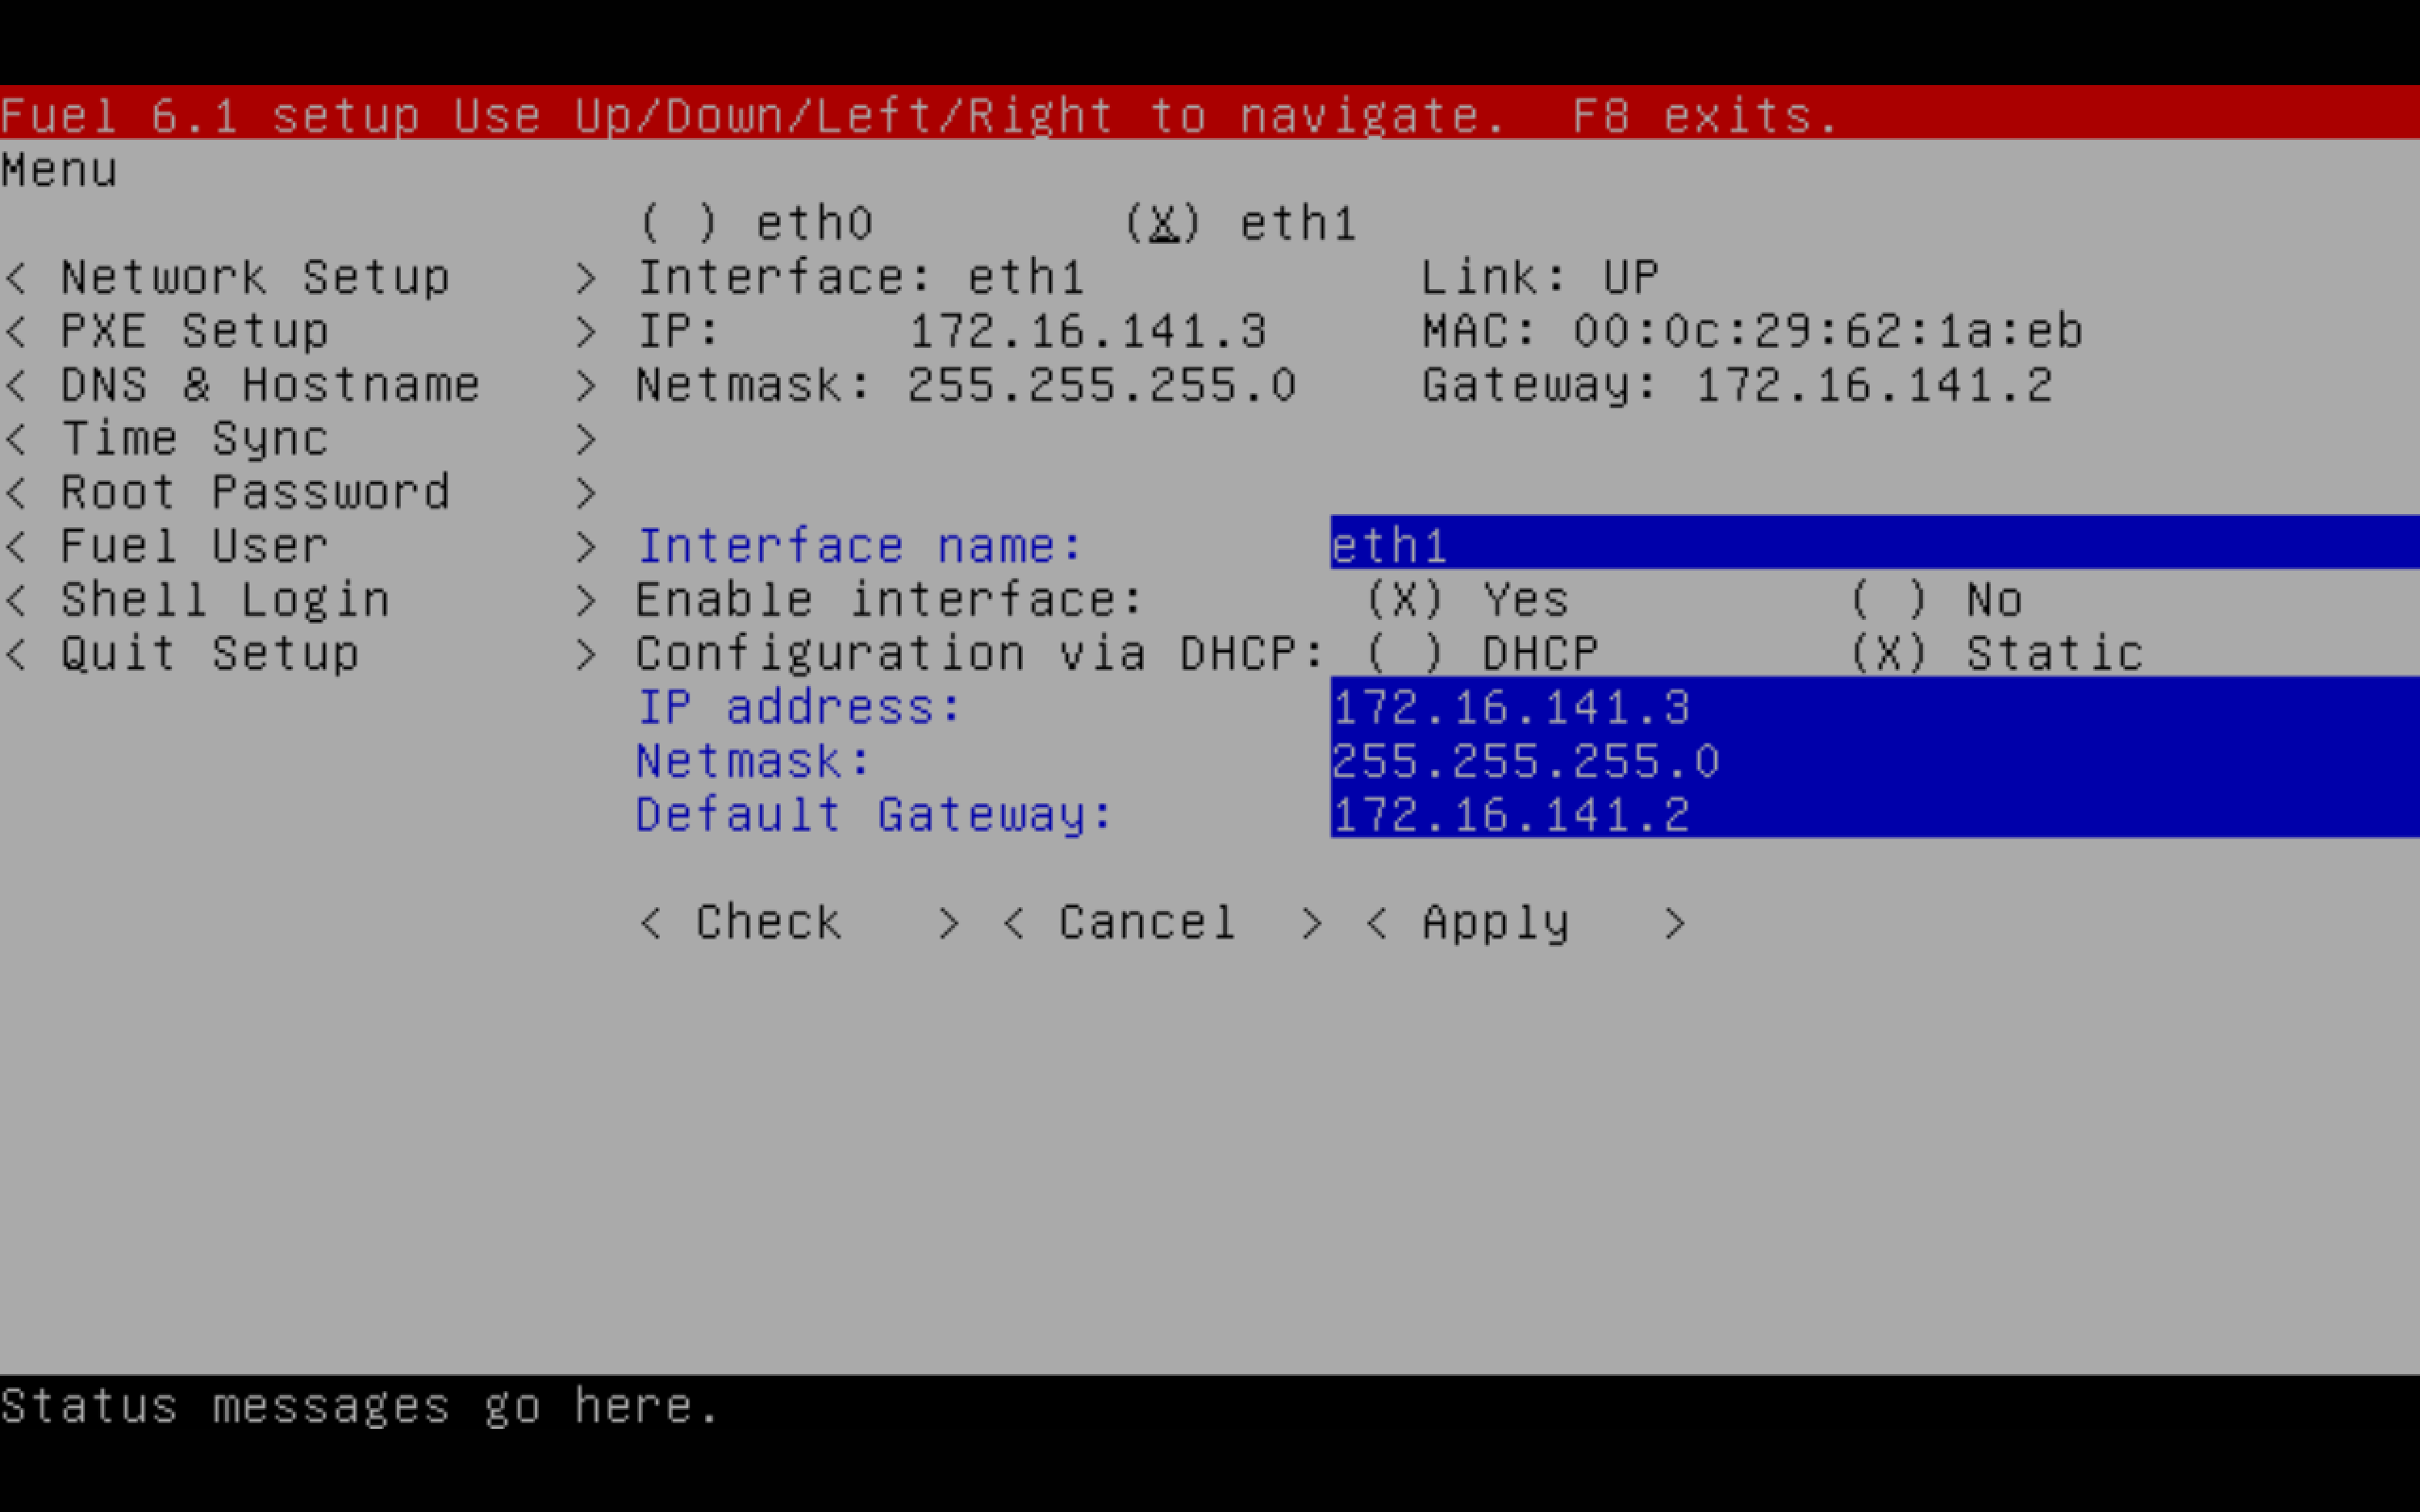 Fuel 6.1 setup Use Up/Down/Left/Right to navigate.  F8 exits.
Menu
( ) eth0        (X) eth1
< Network Setup    > Interface: eth1           Link: UP
< PXE Setup        > IP:      172.16.141.3     MAC: 00:0c:29:62:1a:eb
< DNS & Hostname   > Netmask: 255.255.255.0    Gateway: 172.16.141.2
< Time Sync        >
< Root Password    >
< Fuel User        > Interface name:        eth1
< Shell Login      > Enable interface:       (X) Yes         ( ) No
< Quit Setup       > Configuration via DHCP: ( ) DHCP        (X) Static
IP address:            172.16.141.3
Netmask:               255.255.255.0
Default Gateway:       172.16.141.2
< Check   > < Cancel  > < Apply   >
Status messages go here.